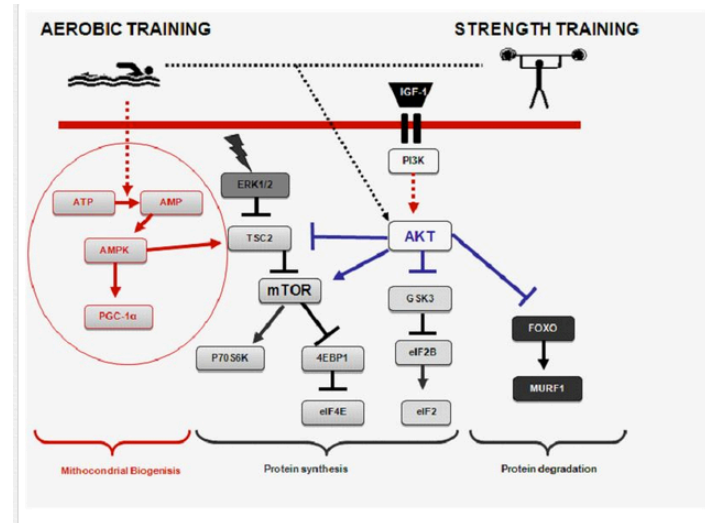 AEROBIC TRAINING
STRENGTH TRAINING
IGF-1
PI3K
ERK1/2
ATP
AMP
TSC2
AKT
AMPK
mTOR
GSK3
PGC-1α
FOXO
P70S6K
4EBP1
eIF2B
MURF1
eIF4E
eIF2
Mithocondrial Biogenisis
Protein synthesis
Protein degradation